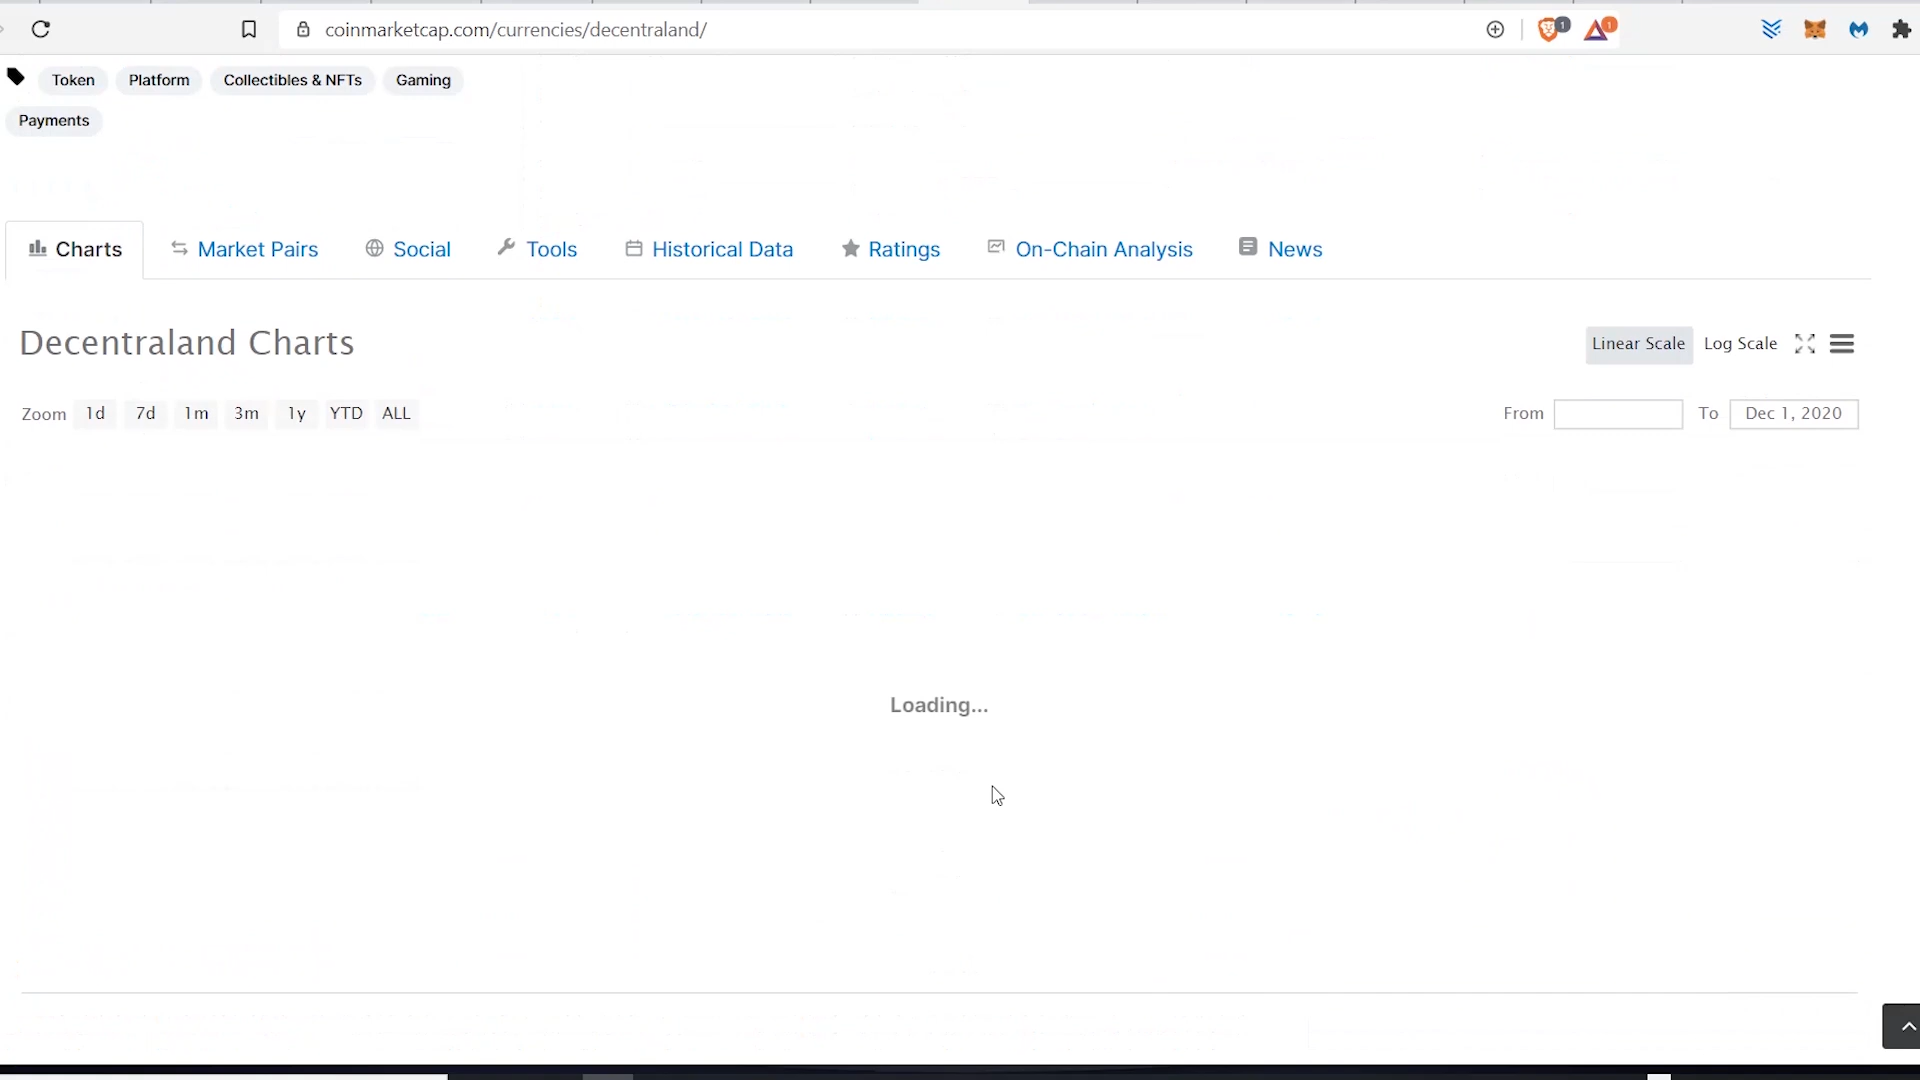 coinmarketcap.com/currencies/decentraland/
1
1
Token Platform Collectibles & NFTs Gaming
Payments
Charts Market Pairs Social Tools Historical Data Ratings On-Chain Analysis News
Decentraland Charts
Linear Scale Log Scale
Zoom 1d 7d 1m 3m 1y YTD ALL
From To Dec 1, 2020
Loading...